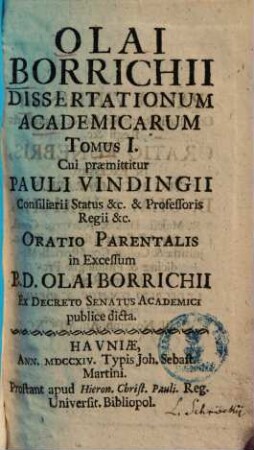 OLAI
BORRICHII
DISSERTATIONUM
ACADEMICARUM
TOMUS I.
Cui præmittitur
PAULI VINDINGII
Consiliarii Status &c. & Professoris
Regii &c.
ORATIO PARENTALIS
in Excessum
B.D. OLAI BORRICHII
EX DECRETO SENATUS ACADEMICI
publice dicta.
HAVNIÆ,
ANN. MDCCXIV. Typis Joh. Sebast.
Martini.
Prostant apud Hieron. Christ. Pauli. Reg.
Universit. Bibliopol.